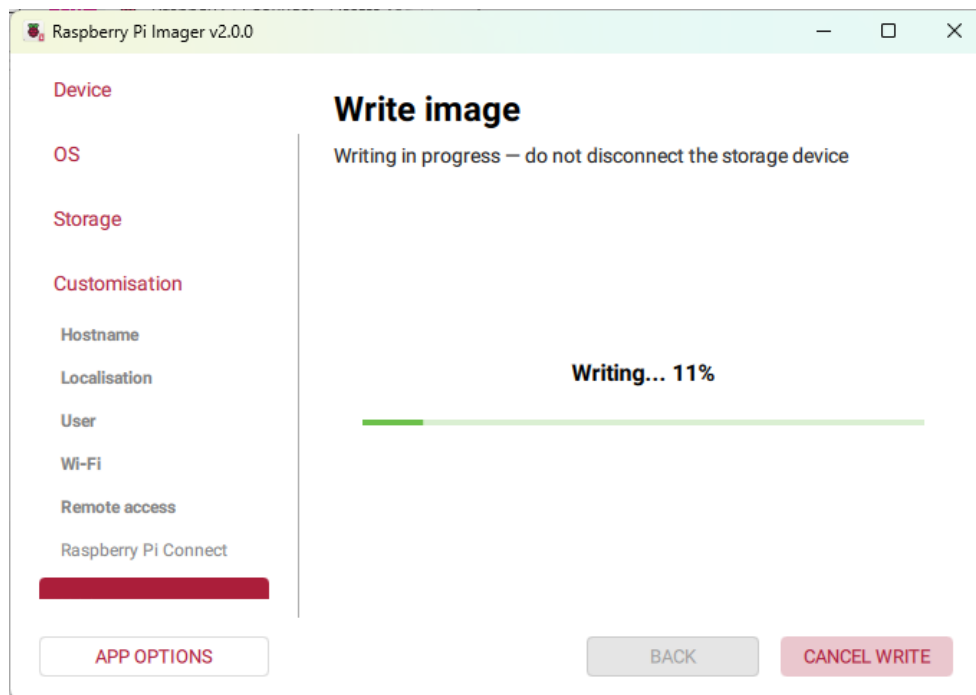 Raspberry Pi Imager v2.0.0
Device
OS
Storage
Customisation
Hostname
Localisation
User
Wi-Fi
Remote access
Raspberry Pi Connect
APP OPTIONS
Write image
Writing in progress — do not disconnect the storage device
Writing... 11%
BACK
CANCEL WRITE